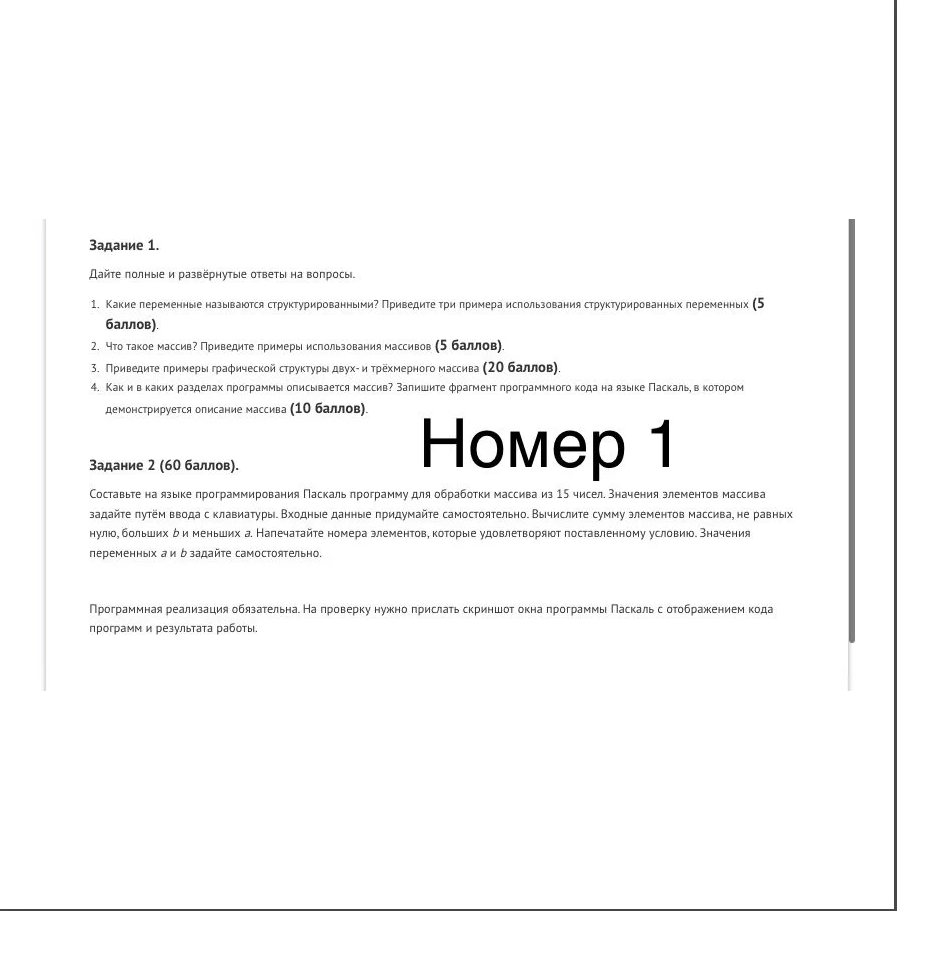 Задание 1.
Дайте полные и развёрнутые ответы на вопросы.
1. Какие переменные называются структурированными? Приведите три примера использования структурированных переменных (5
баллов).
2. Что такое массив? Приведите примеры использования массивов (5 баллов).
3. Приведите примеры графической структуры двух- и трёхмерного массива (20 баллов).
4. Как и в каких разделах программы описывается массив? Запишите фрагмент программного кода на языке Паскаль, в котором
демонстрируется описание массива (10 баллов).
Номер 1
Задание 2 (60 баллов).
Составьте на языке программирования Паскаль программу для обработки массива из 15 чисел. Значения элементов массива
задайте путём ввода с клавиатуры. Входные данные придумайте самостоятельно. Вычислите сумму элементов массива, не равных
нулю, больших b и меньших a. Напечатайте номера элементов, которые удовлетворяют поставленному условию. Значения
переменных a и b задайте самостоятельно.
Программная реализация обязательна. На проверку нужно прислать скриншот окна программы Паскаль с отображением кода
программ и результата работы.